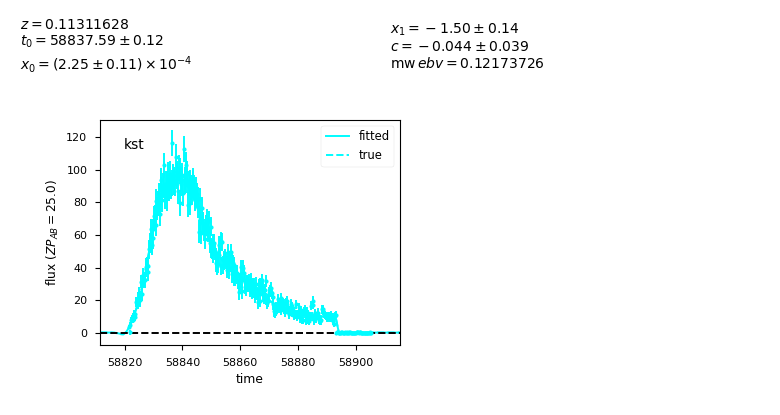 z = 0.11311628
t₀ = 58837.59 ± 0.12
x₀ = (2.25 ± 0.11) × 10⁻⁴
x₁ = −1.50 ± 0.14
c = −0.044 ± 0.039
mw ebv = 0.12173726
kst
fitted
true
flux (ZP_AB = 25.0)
120
100
80
60
40
20
0
58820 58840 58860 58880 58900
time